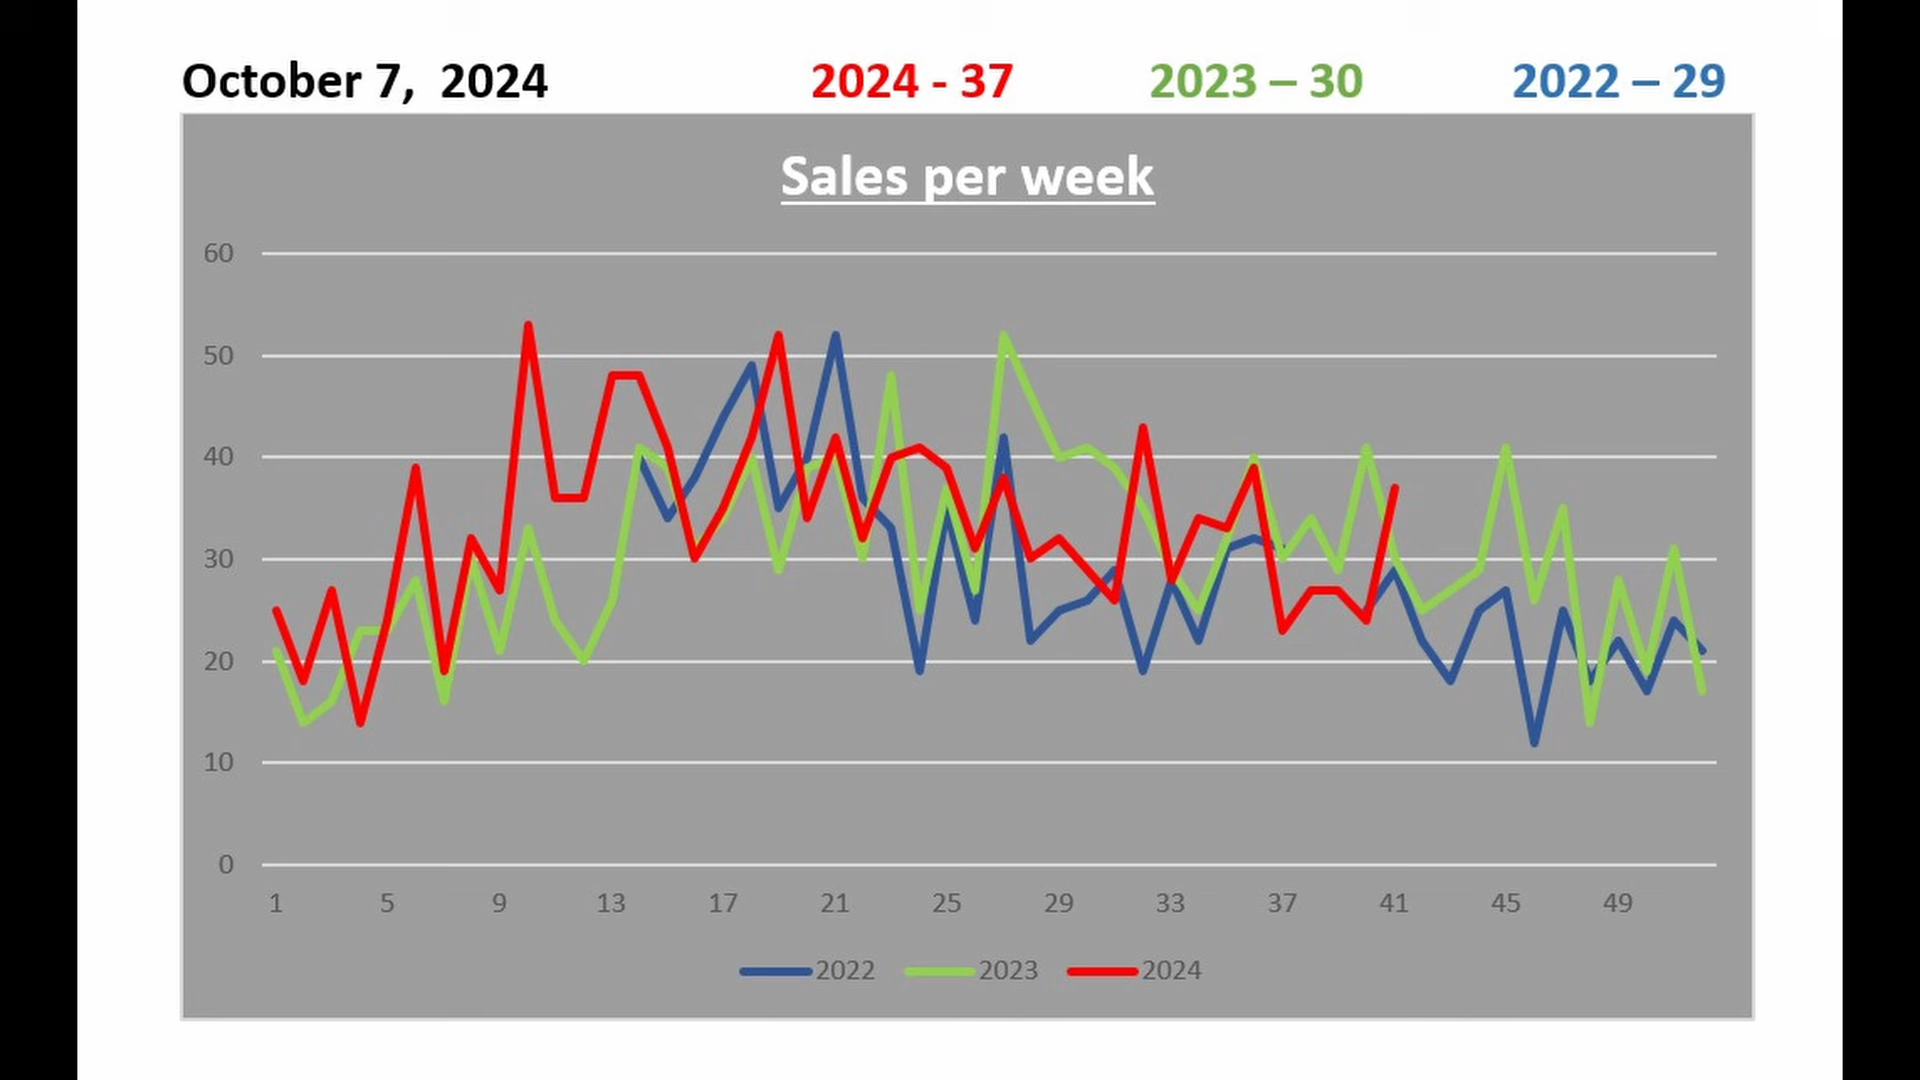 October 7, 2024 2024 - 37 2023 – 30 2022 – 29
Sales per week
60
50
40
30
20
10
0
1 5 9 13 17 21 25 29 33 37 41 45 49
2022 2023 2024